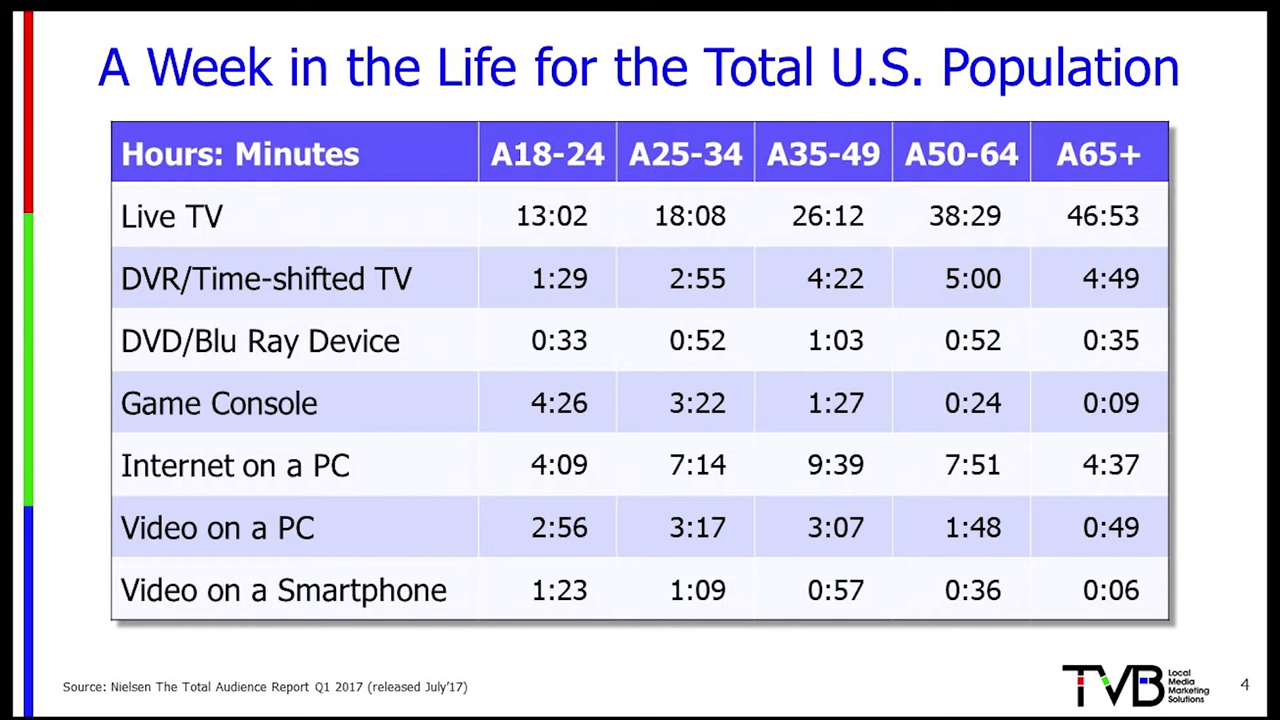 A Week in the Life for the Total U.S. Population
Hours: Minutes A18-24 A25-34 A35-49 A50-64 A65+
Live TV 13:02 18:08 26:12 38:29 46:53
DVR/Time-shifted TV 1:29 2:55 4:22 5:00 4:49
DVD/Blu Ray Device 0:33 0:52 1:03 0:52 0:35
Game Console 4:26 3:22 1:27 0:24 0:09
Internet on a PC 4:09 7:14 9:39 7:51 4:37
Video on a PC 2:56 3:17 3:07 1:48 0:49
Video on a Smartphone 1:23 1:09 0:57 0:36 0:06
Source: Nielsen The Total Audience Report Q1 2017 (released July'17)
TVB
Local
Media
Marketing
Solutions
4